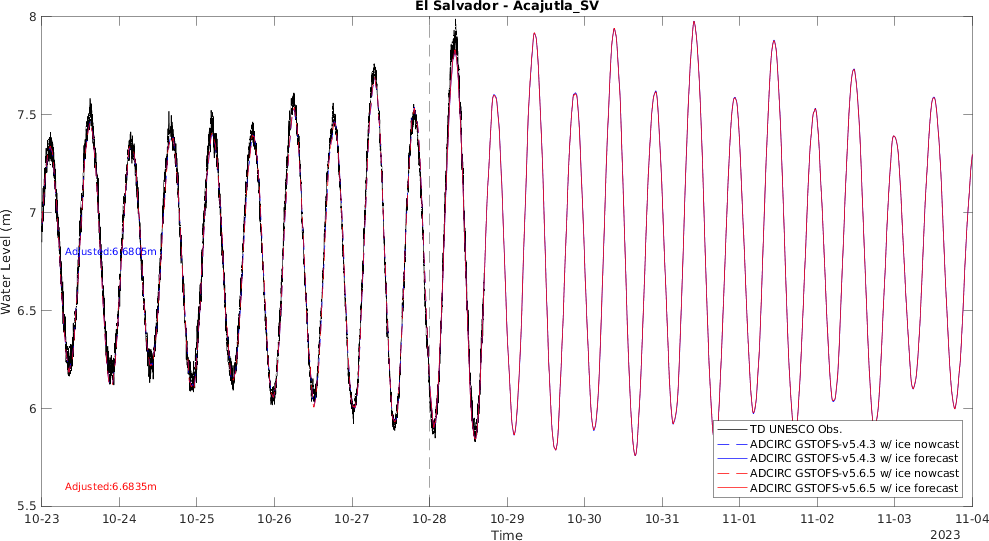 El Salvador - Acajutla_SV
8
7.5
7
6.5
6
5.5
Water Level (m)
Adjusted:6.6805m
Adjusted:6.6835m
TD UNESCO Obs.
ADCIRC GSTOFS-v5.4.3 w/ ice nowcast
ADCIRC GSTOFS-v5.4.3 w/ ice forecast
ADCIRC GSTOFS-v5.6.5 w/ ice nowcast
ADCIRC GSTOFS-v5.6.5 w/ ice forecast
10-23 10-24 10-25 10-26 10-27 10-28 10-29 10-30 10-31 11-01 11-02 11-03 11-04
Time
2023